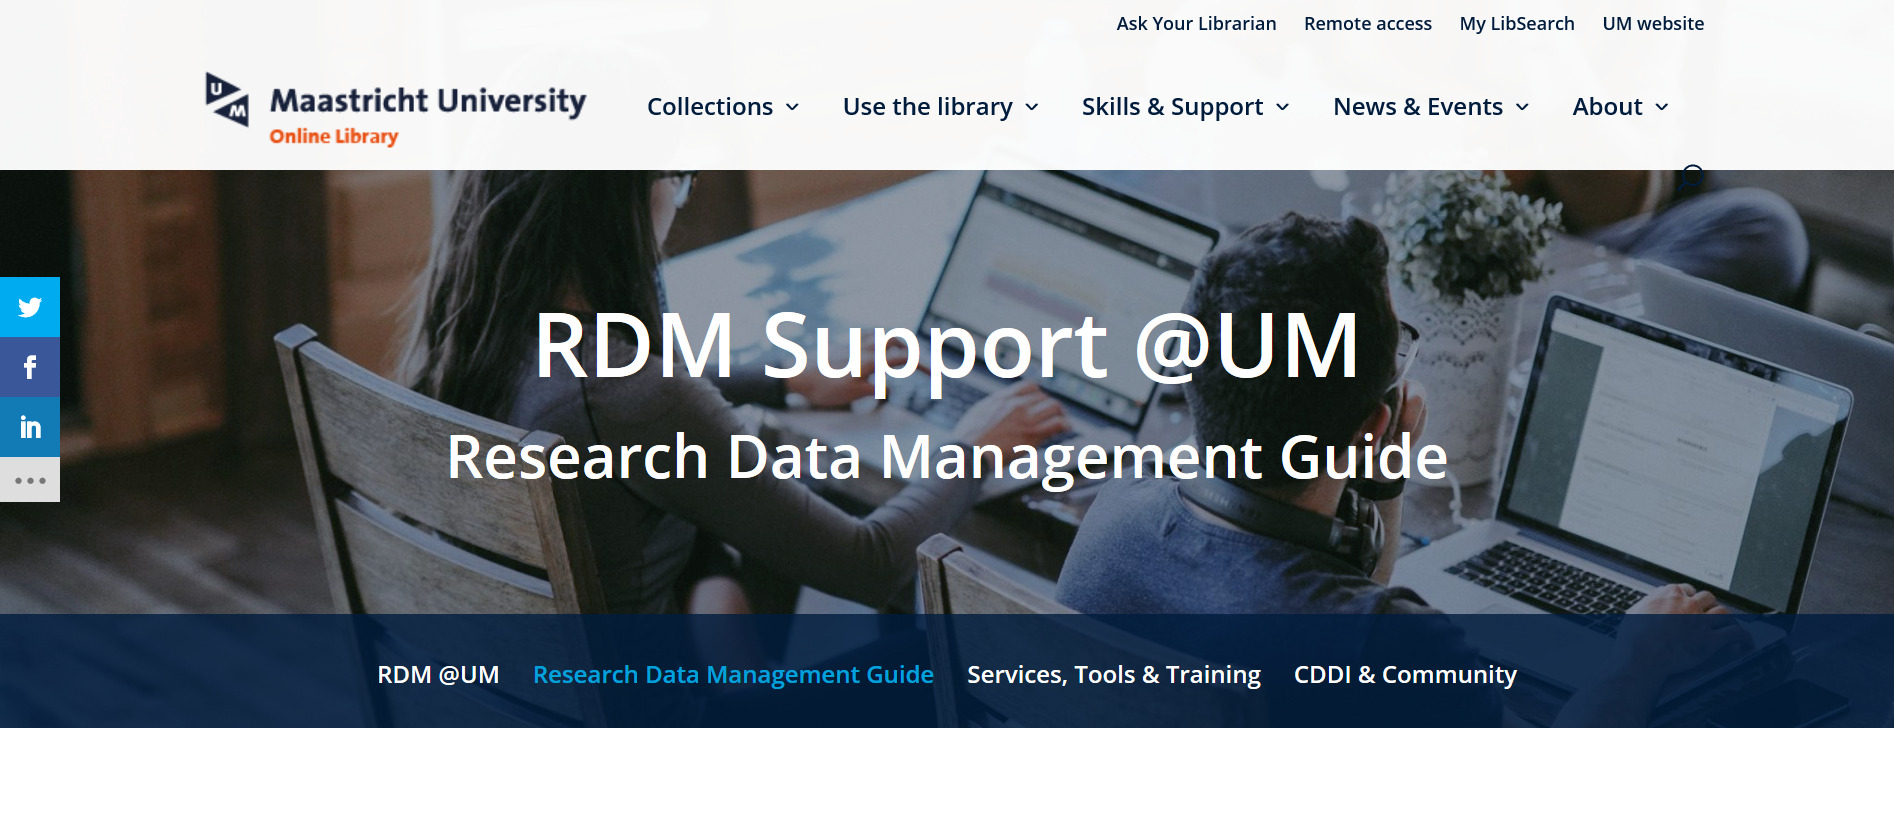 Ask Your Librarian Remote access My LibSearch UM website
UM Maastricht University
Online Library
Collections Use the library Skills & Support News & Events About
RDM Support @UM
Research Data Management Guide
RDM @UM Research Data Management Guide Services, Tools & Training CDDI & Community